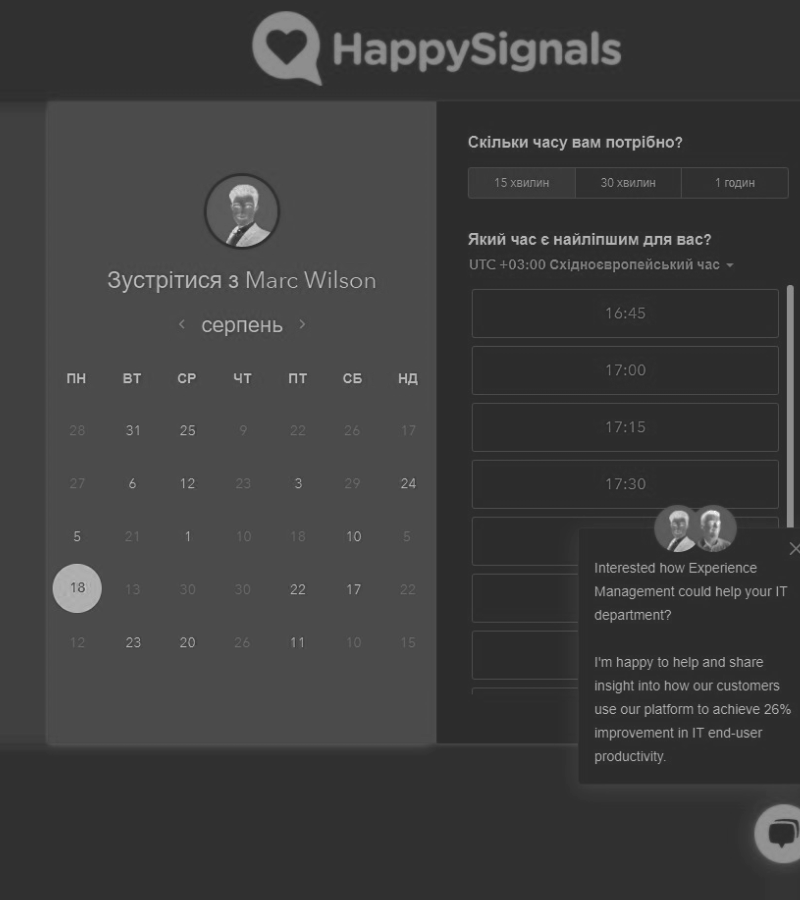 HappySignals
Зустрітися з Marc Wilson
серпень
ПН ВТ СР ЧТ ПТ СБ НД
28 31 25 9 22 26 17
27 6 12 23 3 29 24
5 21 1 10 18 10 5
18 13 30 30 22 17 22
12 23 20 26 11 10 15
Скільки часу вам потрібно?
15 хвилин 30 хвилин 1 годин
Який час є найліпшим для вас?
UTC +03:00 Східноєвропейський час
16:45
17:00
17:15
17:30
Interested how Experience
Management could help your IT
department?
I'm happy to help and share
insight into how our customers
use our platform to achieve 26%
improvement in IT end-user
productivity.